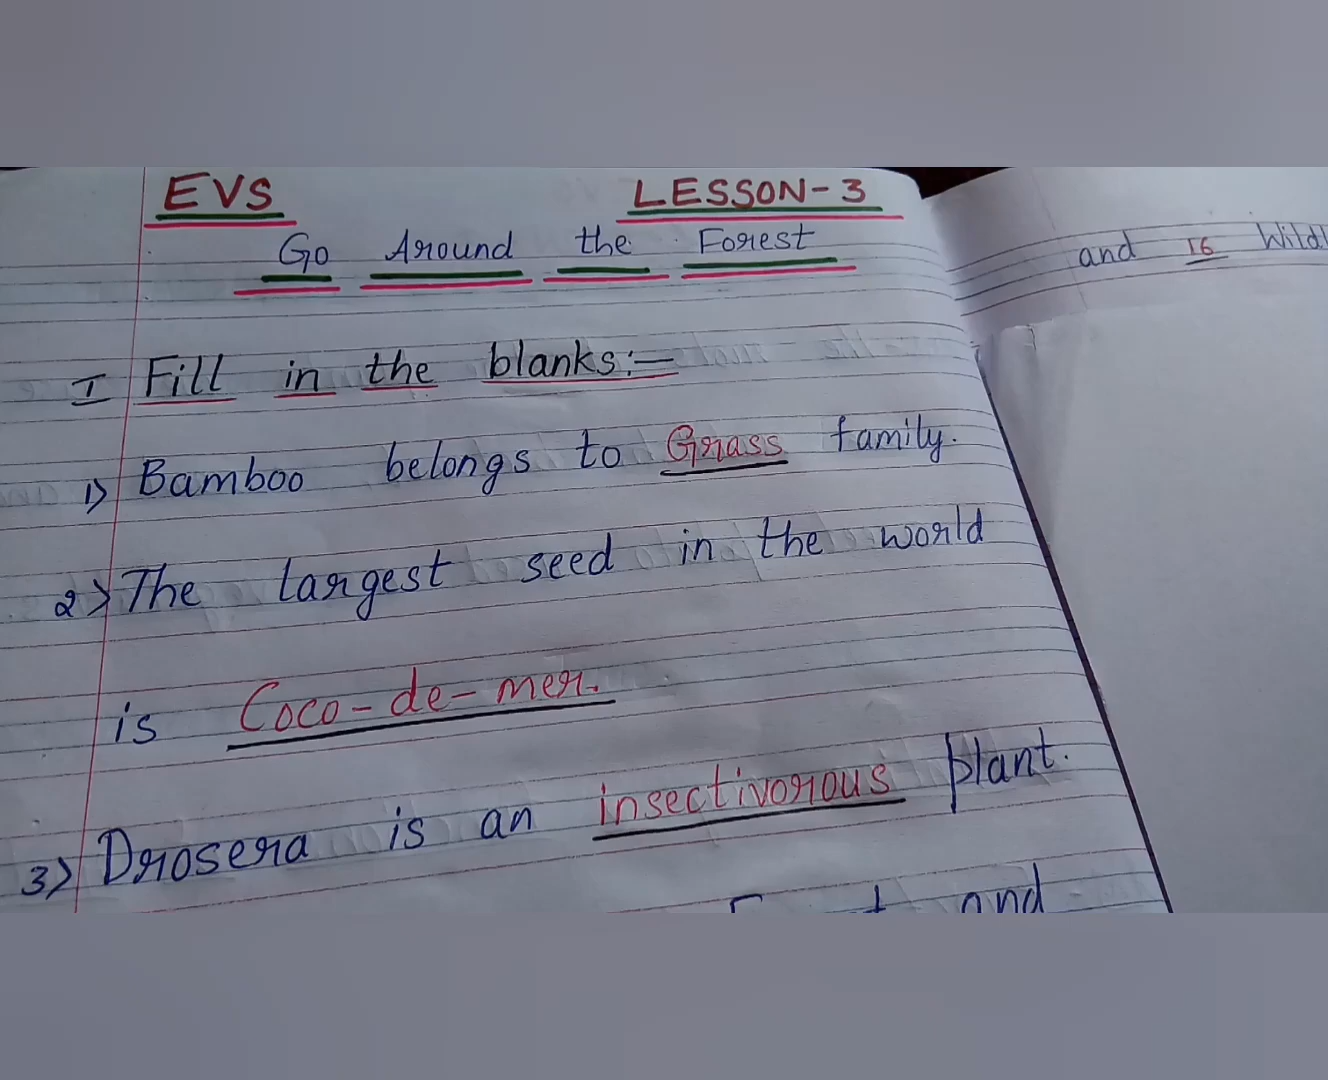 EVS LESSON-3
Go Around the Forest
I Fill in the blanks:-
1) Bamboo belongs to Grass family.
2) The largest seed in the world
is Coco-de-mer.
3) Drosera is an insectivorous plant.
and
and 16